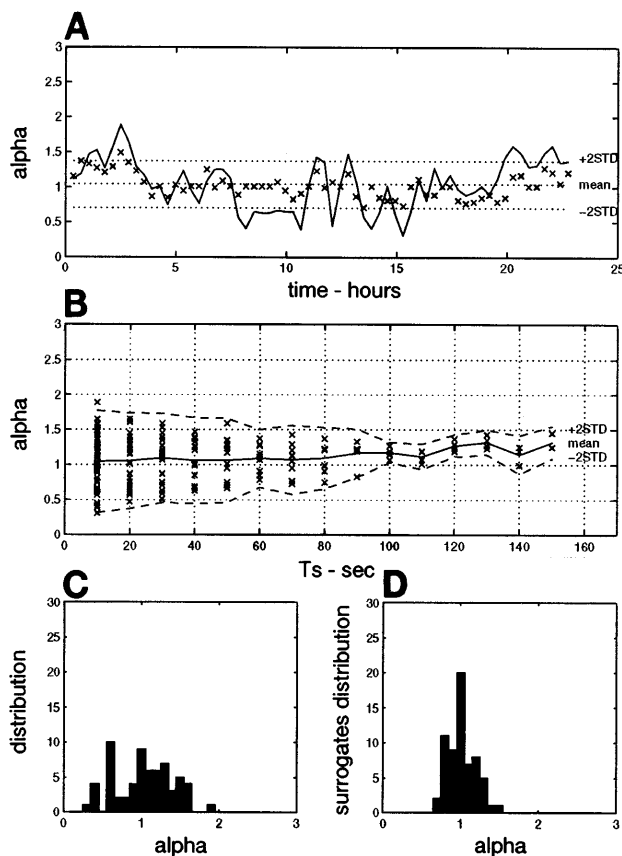 A
3
2.5
2
1.5
1
0.5
0
alpha
+2STD
mean
-2STD
0 5 10 15 20 25
time - hours
B
3
2.5
2
1.5
1
0.5
0
alpha
+2STD
mean
-2STD
0 20 40 60 80 100 120 140 160
Ts - sec
C
30
25
20
15
10
5
0
distribution
0 1 2 3
alpha
D
30
25
20
15
10
5
0
surrogates distribution
0 1 2 3
alpha